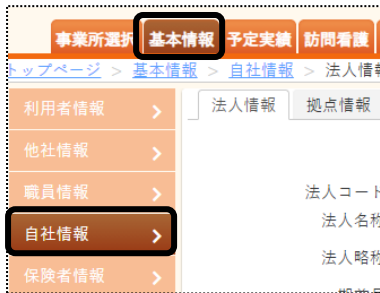 事業所選択 基本情報 予定実績 訪問看護
トップページ > 基本情報 > 自社情報 > 法人情報
利用者情報
法人情報 拠点情報
他社情報
職員情報
法人コード
自社情報
法人名称
法人略称
保険者情報